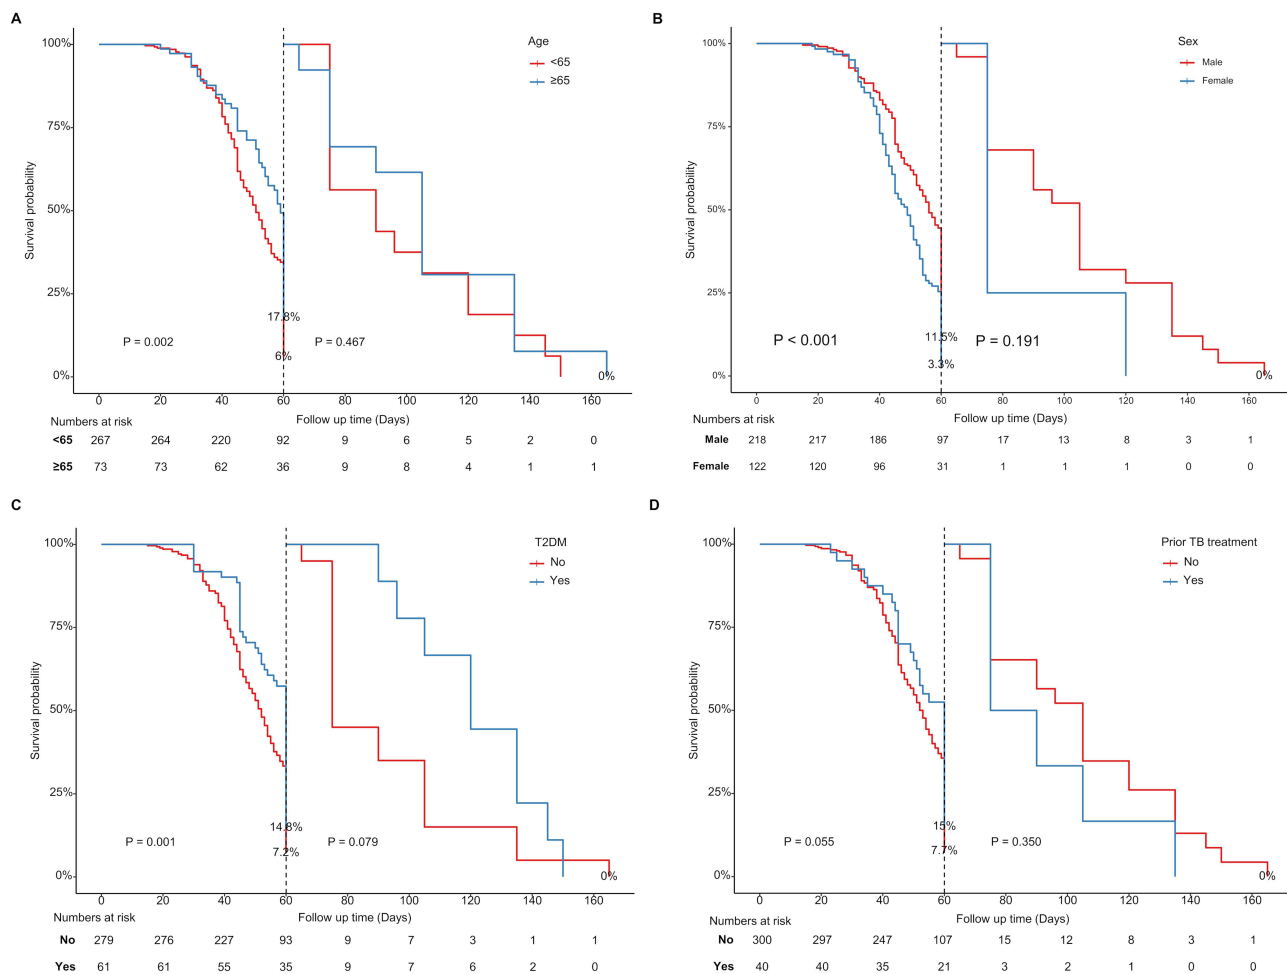 A
Age
<65
≥65
Survival probability
100%
75%
50%
25%
0%
17.8%
P = 0.002
P = 0.467
6%
0%
0 20 40 60 80 100 120 140 160
Numbers at risk
Follow up time (Days)
<65 267 264 220 92 9 6 5 2 0
≥65 73 73 62 36 9 8 4 1 1
B
Sex
Male
Female
Survival probability
100%
75%
50%
25%
0%
11.5%
P < 0.001
P = 0.191
3.3%
0%
0 20 40 60 80 100 120 140 160
Numbers at risk
Follow up time (Days)
Male 218 217 186 97 17 13 8 3 1
Female 122 120 96 31 1 1 1 0 0
C
T2DM
No
Yes
Survival probability
100%
75%
50%
25%
0%
14.8%
P = 0.001
P = 0.079
7.2%
0%
0 20 40 60 80 100 120 140 160
Numbers at risk
Follow up time (Days)
No 279 276 227 93 9 7 3 1 1
Yes 61 61 55 35 9 7 6 2 0
D
Prior TB treatment
No
Yes
Survival probability
100%
75%
50%
25%
0%
15%
P = 0.055
P = 0.350
7.7%
0%
0 20 40 60 80 100 120 140 160
Numbers at risk
Follow up time (Days)
No 300 297 247 107 15 12 8 3 1
Yes 40 40 35 21 3 2 1 0 0